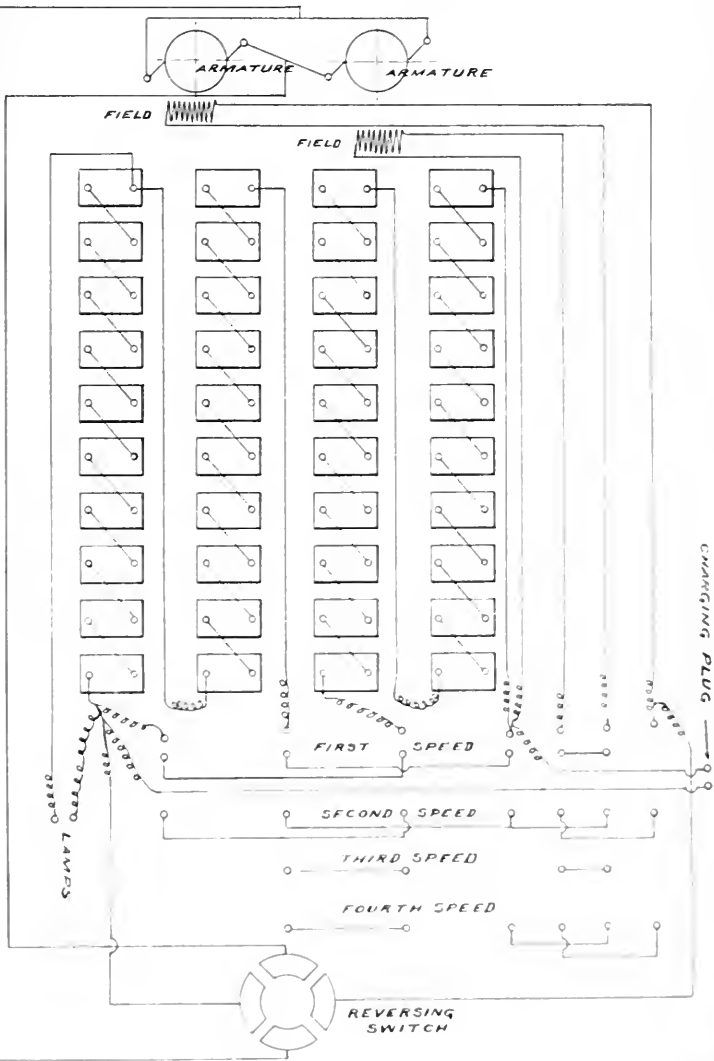 ARMATURE
ARMATURE
FIELD
FIELD
CHARGING PLUG
FIRST SPEED
SECOND SPEED
LAMPS
THIRD SPEED
FOURTH SPEED
REVERSING
SWITCH